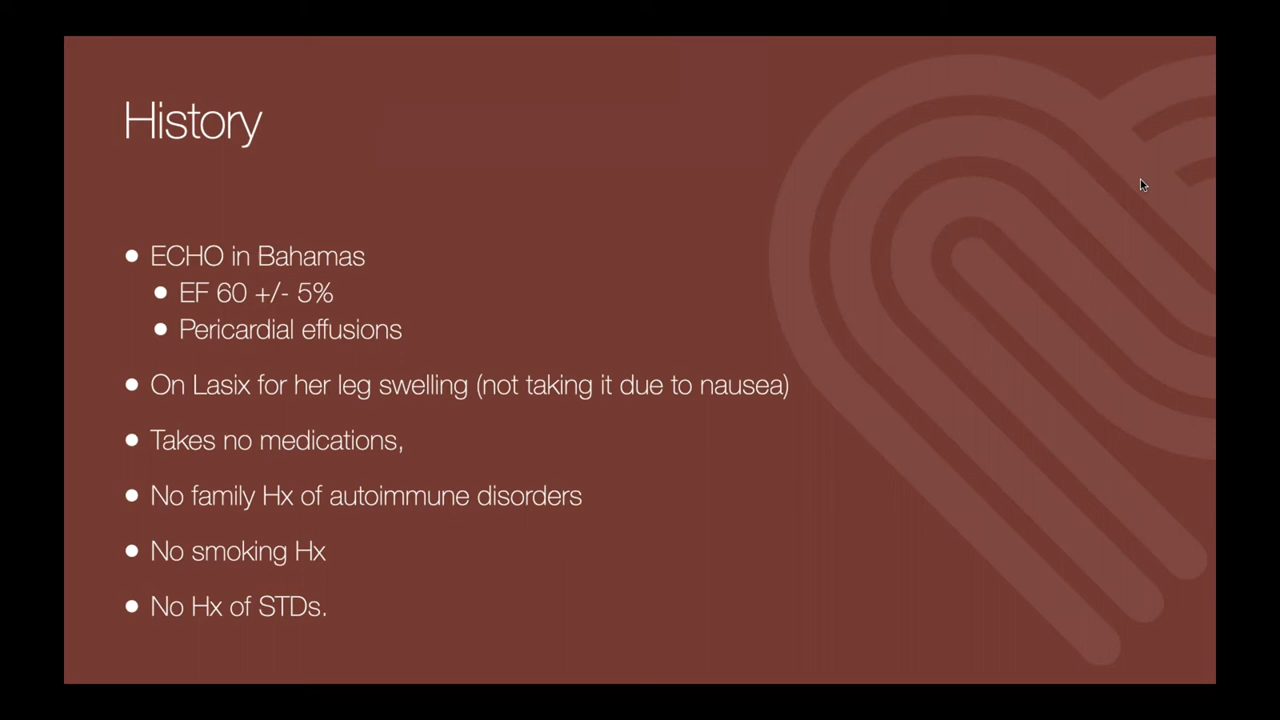 History
• ECHO in Bahamas
• EF 60 +/- 5%
• Pericardial effusions
• On Lasix for her leg swelling (not taking it due to nausea)
• Takes no medications,
• No family Hx of autoimmune disorders
• No smoking Hx
• No Hx of STDs.